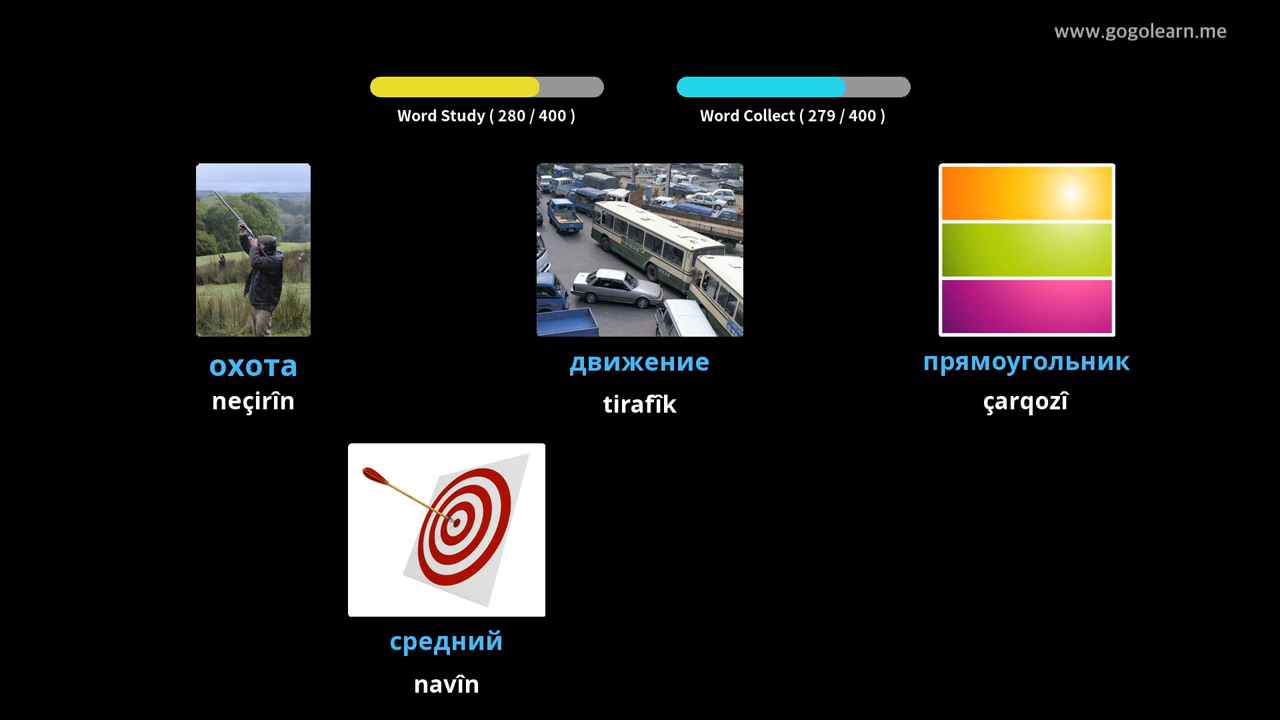 www.gogolearn.me
Word Study ( 280 / 400 )
Word Collect ( 279 / 400 )
охота
neçirîn
движение
tirafîk
прямоугольник
çarqozî
средний
navîn